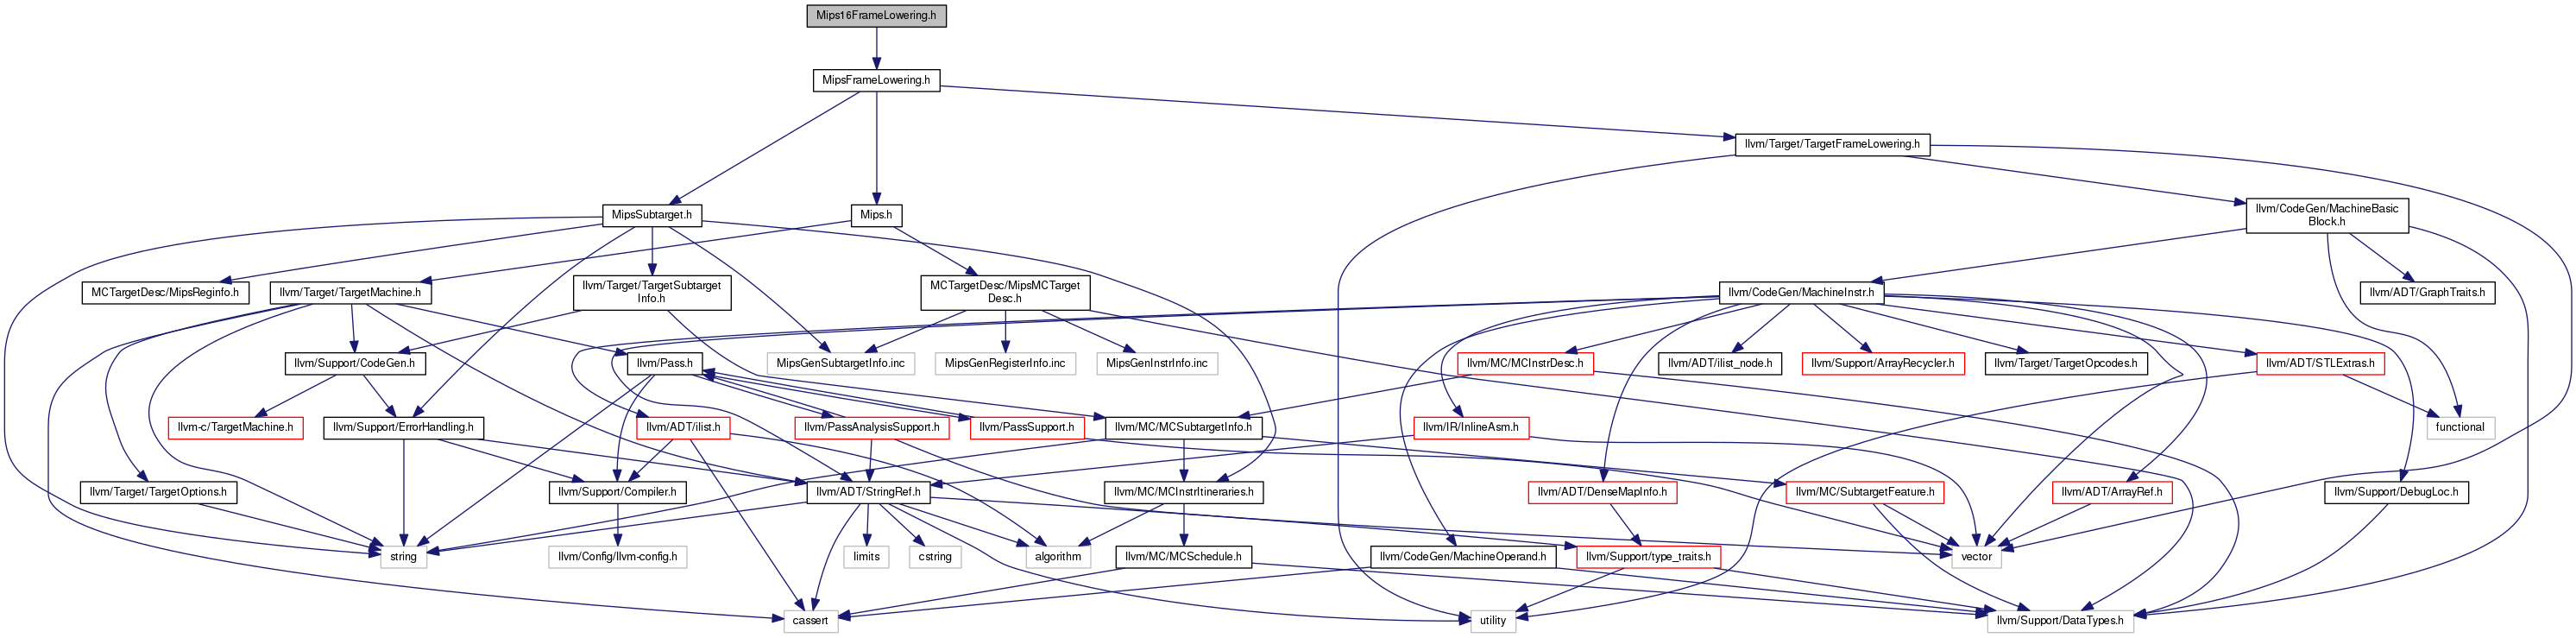 Mips16FrameLowering.h
MipsFrameLowering.h
llvm/Target/TargetFrameLowering.h
MipsSubtarget.h
Mips.h
llvm/CodeGen/MachineBasic
Block.h
MCTargetDesc/MipsReginfo.h
llvm/Target/TargetMachine.h
llvm/Target/TargetSubtarget
Info.h
MCTargetDesc/MipsMCTarget
Desc.h
llvm/CodeGen/MachineInstr.h
llvm/ADT/GraphTraits.h
llvm/Support/CodeGen.h
llvm/Pass.h
MipsGenSubtargetInfo.inc
MipsGenRegisterInfo.inc
MipsGenInstrInfo.inc
llvm/MC/MCInstrDesc.h
llvm/ADT/ilist_node.h
llvm/Support/ArrayRecycler.h
llvm/Target/TargetOpcodes.h
llvm/ADT/STLExtras.h
llvm-c/TargetMachine.h
llvm/Support/ErrorHandling.h
llvm/ADT/ilist.h
llvm/PassAnalysisSupport.h
llvm/PassSupport.h
llvm/MC/MCSubtargetInfo.h
llvm/IR/InlineAsm.h
functional
llvm/Target/TargetOptions.h
llvm/Support/Compiler.h
llvm/ADT/StringRef.h
llvm/MC/MCInstrItineraries.h
llvm/ADT/DenseMapInfo.h
llvm/MC/SubtargetFeature.h
llvm/ADT/ArrayRef.h
llvm/Support/DebugLoc.h
string
llvm/Config/llvm-config.h
limits
cstring
algorithm
llvm/MC/MCSchedule.h
llvm/CodeGen/MachineOperand.h
llvm/Support/type_traits.h
vector
cassert
utility
llvm/Support/DataTypes.h